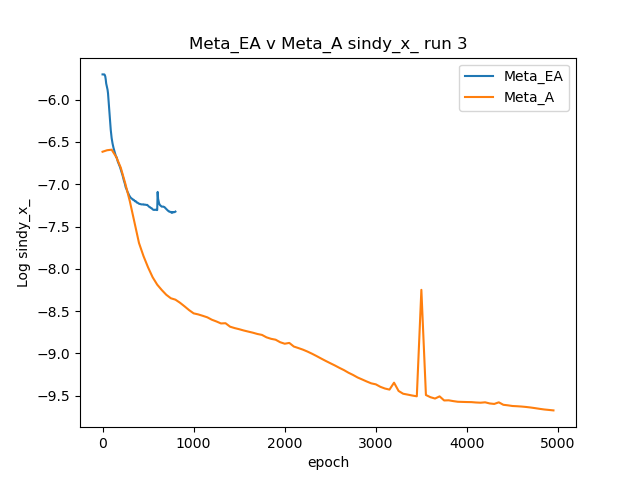 Meta_EA v Meta_A sindy_x_ run 3
Meta_EA
Meta_A
Log sindy_x_
−6.0
−6.5
−7.0
−7.5
−8.0
−8.5
−9.0
−9.5
0 1000 2000 3000 4000 5000
epoch